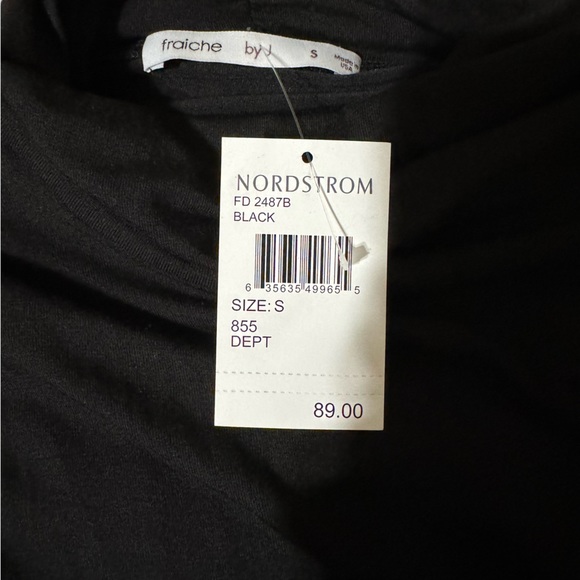 fraiche by J S Made in USA
NORDSTROM
FD 2487B
BLACK
6 35635 49965 5
SIZE: S
855
DEPT
89.00